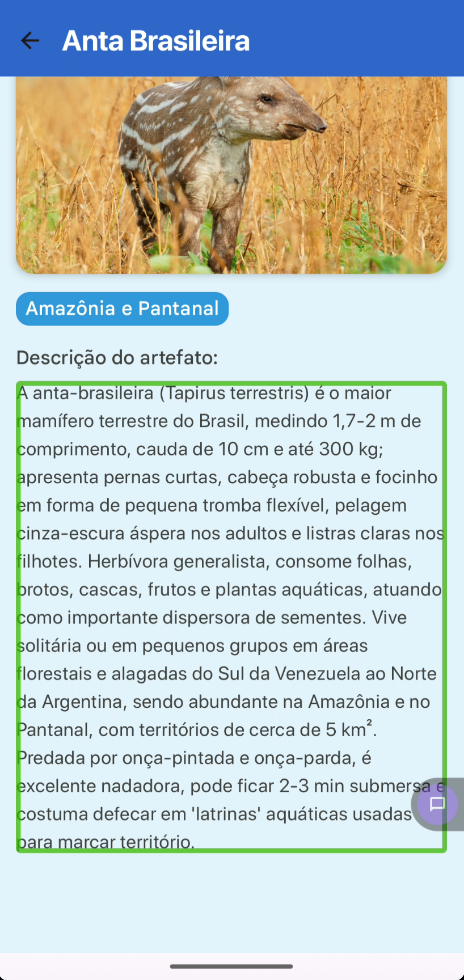 Anta Brasileira
Amazônia e Pantanal
Descrição do artefato:
A anta-brasileira (Tapirus terrestris) é o maior
mamífero terrestre do Brasil, medindo 1,7-2 m de
comprimento, cauda de 10 cm e até 300 kg;
apresenta pernas curtas, cabeça robusta e focinho
em forma de pequena tromba flexível, pelagem
cinza-escura áspera nos adultos e listras claras nos
filhotes. Herbívora generalista, consome folhas,
brotos, cascas, frutos e plantas aquáticas, atuando
como importante dispersora de sementes. Vive
solitária ou em pequenos grupos em áreas
florestais e alagadas do Sul da Venezuela ao Norte
da Argentina, sendo abundante na Amazônia e no
Pantanal, com territórios de cerca de 5 km².
Predada por onça-pintada e onça-parda, é
excelente nadadora, pode ficar 2-3 min submersa e
costuma defecar em 'latrinas' aquáticas usadas
para marcar território.